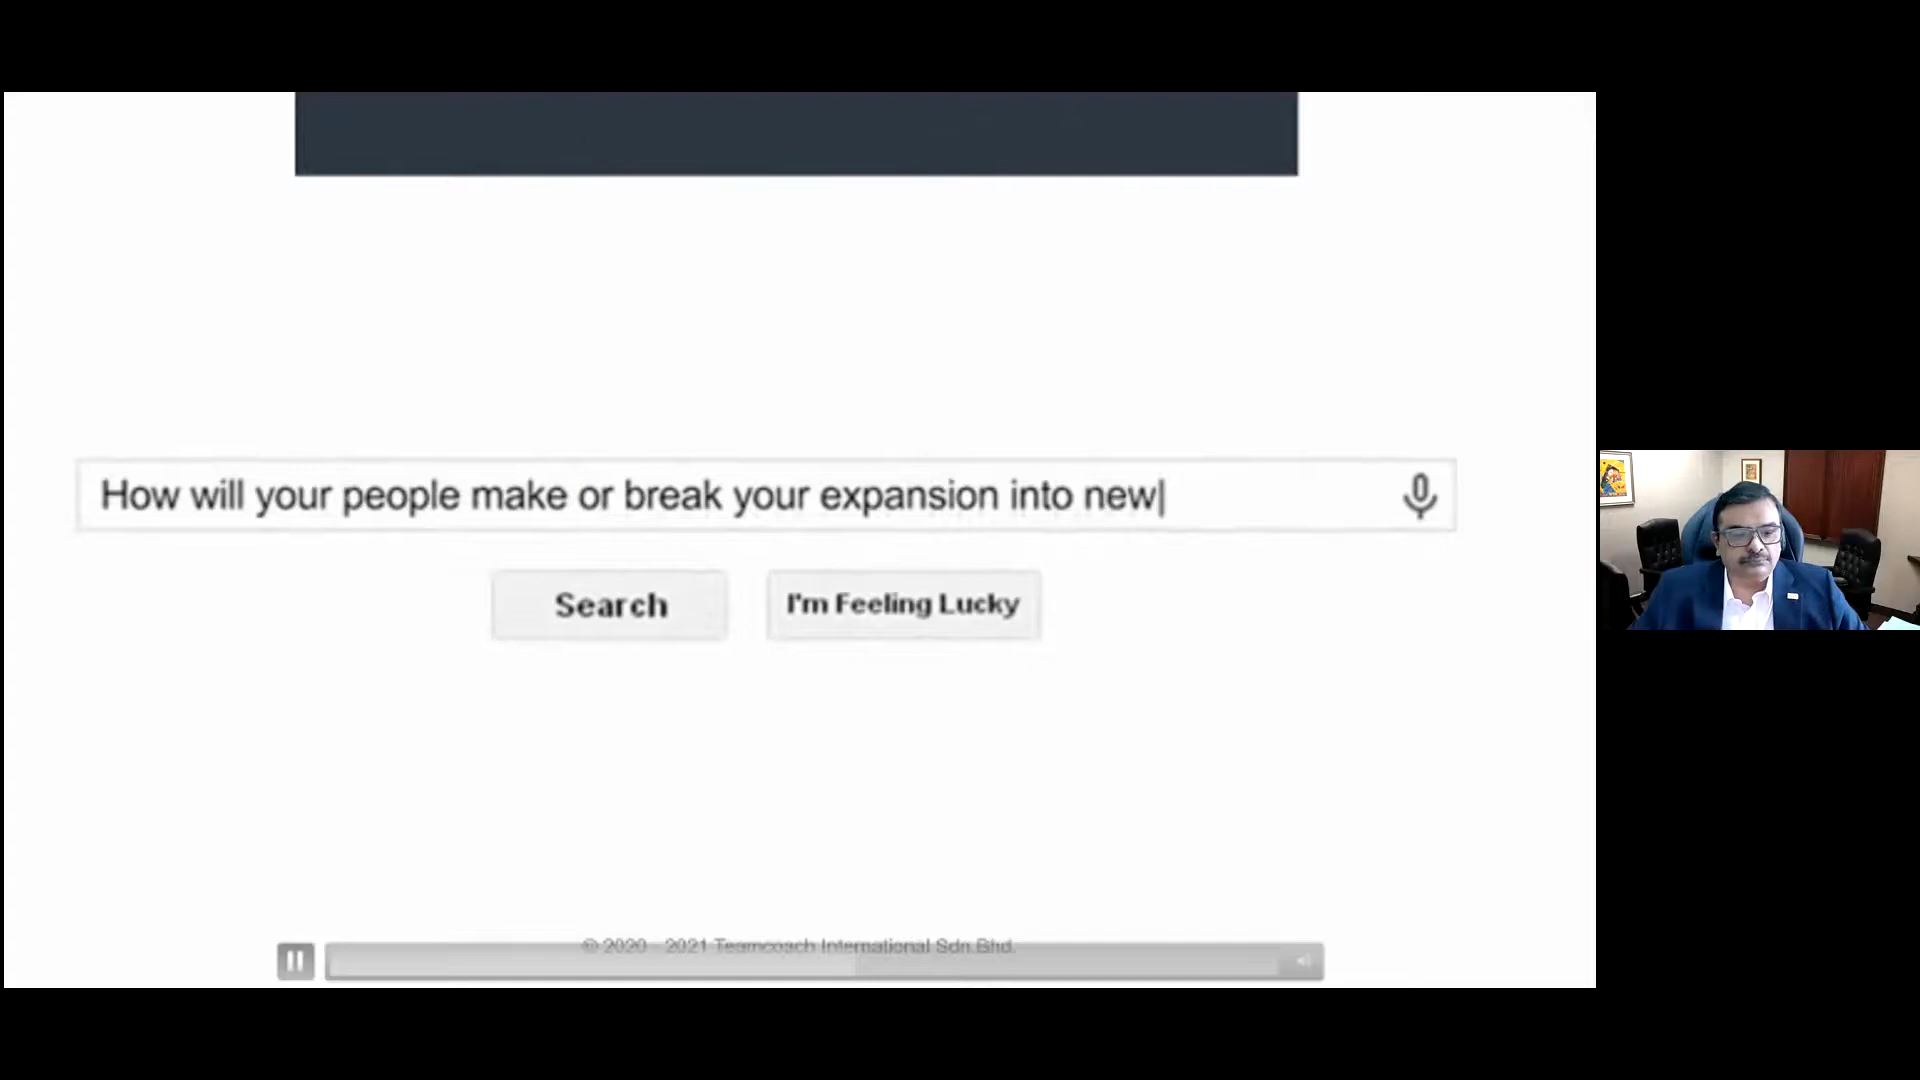 How will your people make or break your expansion into new
Search
I'm Feeling Lucky
© 2020 - 2021 Teamcoach International Sdn.Bhd.